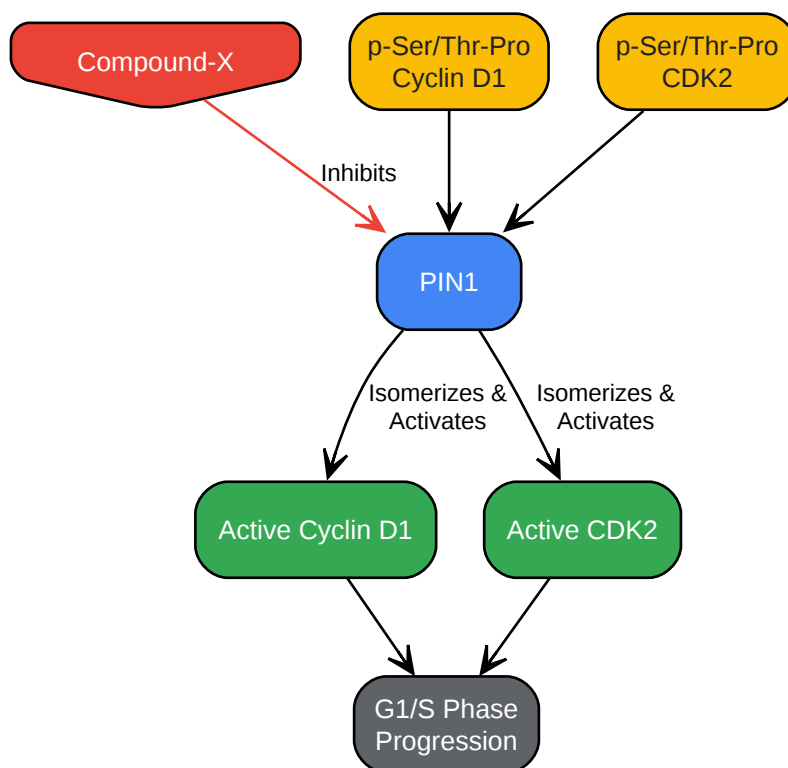 Compound-X
p-Ser/Thr-Pro
Cyclin D1
p-Ser/Thr-Pro
CDK2
Inhibits
PIN1
Isomerizes &
Activates
Isomerizes &
Activates
Active Cyclin D1
Active CDK2
G1/S Phase
Progression